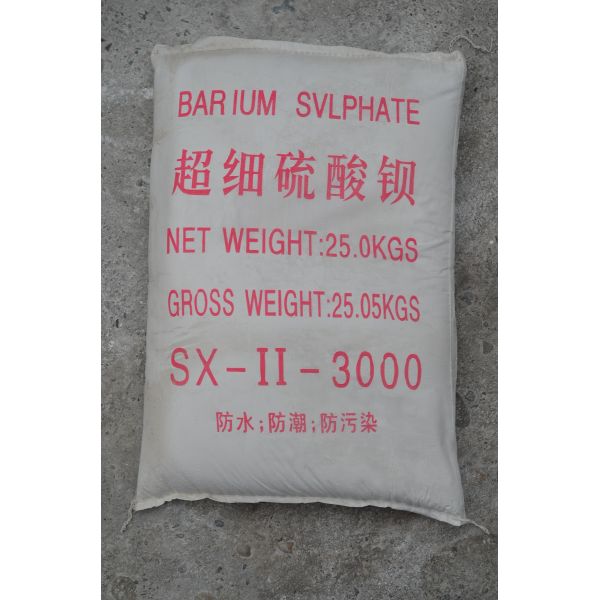 BARIUM SVLPHATE
超细硫酸钡
NET WEIGHT:25.0KGS
GROSS WEIGHT:25.05KGS
SX-II-3000
防水;防潮;防污染